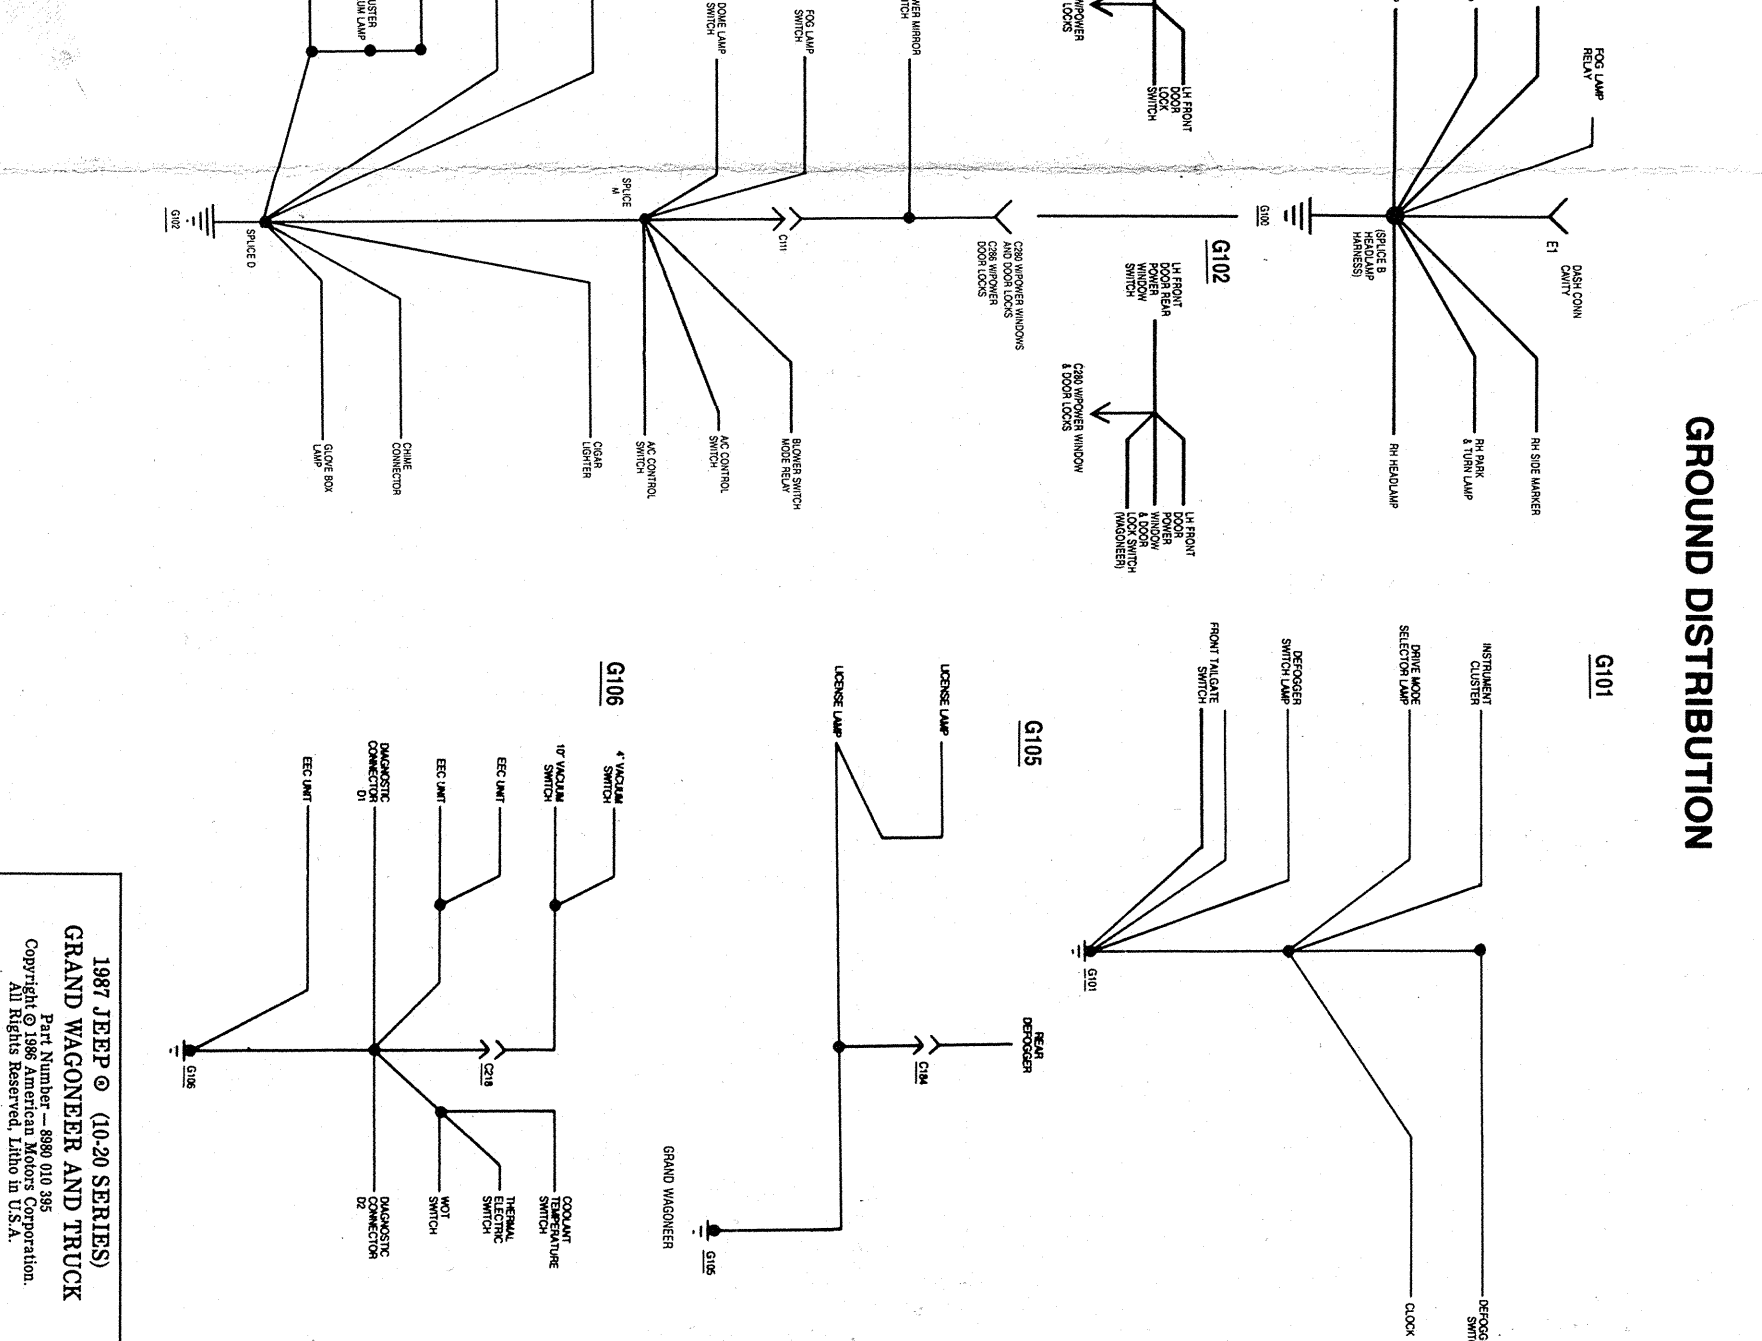 GROUND DISTRIBUTION
FOG LAMP
RELAY
E1
DASH CONN
CAVITY
(SPLICE B
HEADLAMP
HARNESS)
G100
RH SIDE MARKER
RH PARK
& TURN LAMP
RH HEADLAMP
G101
INSTRUMENT
CLUSTER
DRIVE MODE
SELECTOR LAMP
DEFOGGER
SWITCH LAMP
FRONT TAILGATE
SWITCH
G101
CLOCK
G102
LH FRONT
DOOR
LOCK
SWITCH
W/POWER
LOCKS
LH FRONT
DOOR REAR
POWER
WINDOW
SWITCH
C280 W/POWER WINDOW
& DOOR LOCKS
LH FRONT
DOOR
POWER
WINDOW
& DOOR
LOCK SWITCH
(WAGONEER)
MIRROR
FOG LAMP
SWITCH
DOME LAMP
SWITCH
LAMP
C280 W/POWER WINDOWS
AND DOOR LOCKS
C286 W/POWER
DOOR LOCKS
C111
SPLICE
M
SPLICE D
G102
BLOWER SWITCH
MODE RELAY
A/C CONTROL
SWITCH
A/C CONTROL
SWITCH
CIGAR
LIGHTER
CHIME
CONNECTOR
GLOVE BOX
LAMP
G105
LICENSE LAMP
LICENSE LAMP
REAR
DEFOGGER
C184
G105
GRAND WAGONEER
G106
4" VACUUM
SWITCH
10" VACUUM
SWITCH
EEC UNIT
EEC UNIT
DIAGNOSTIC
CONNECTOR
D1
EEC UNIT
C218
G106
COOLANT
TEMPERATURE
SWITCH
THERMAL
ELECTRIC
SWITCH
WOT
SWITCH
DIAGNOSTIC
CONNECTOR
D2
1987 JEEP ® (10-20 SERIES)
GRAND WAGONEER AND TRUCK
Part Number — 8980 010 395
Copyright © 1986 American Motors Corporation.
All Rights Reserved, Litho in U.S.A.